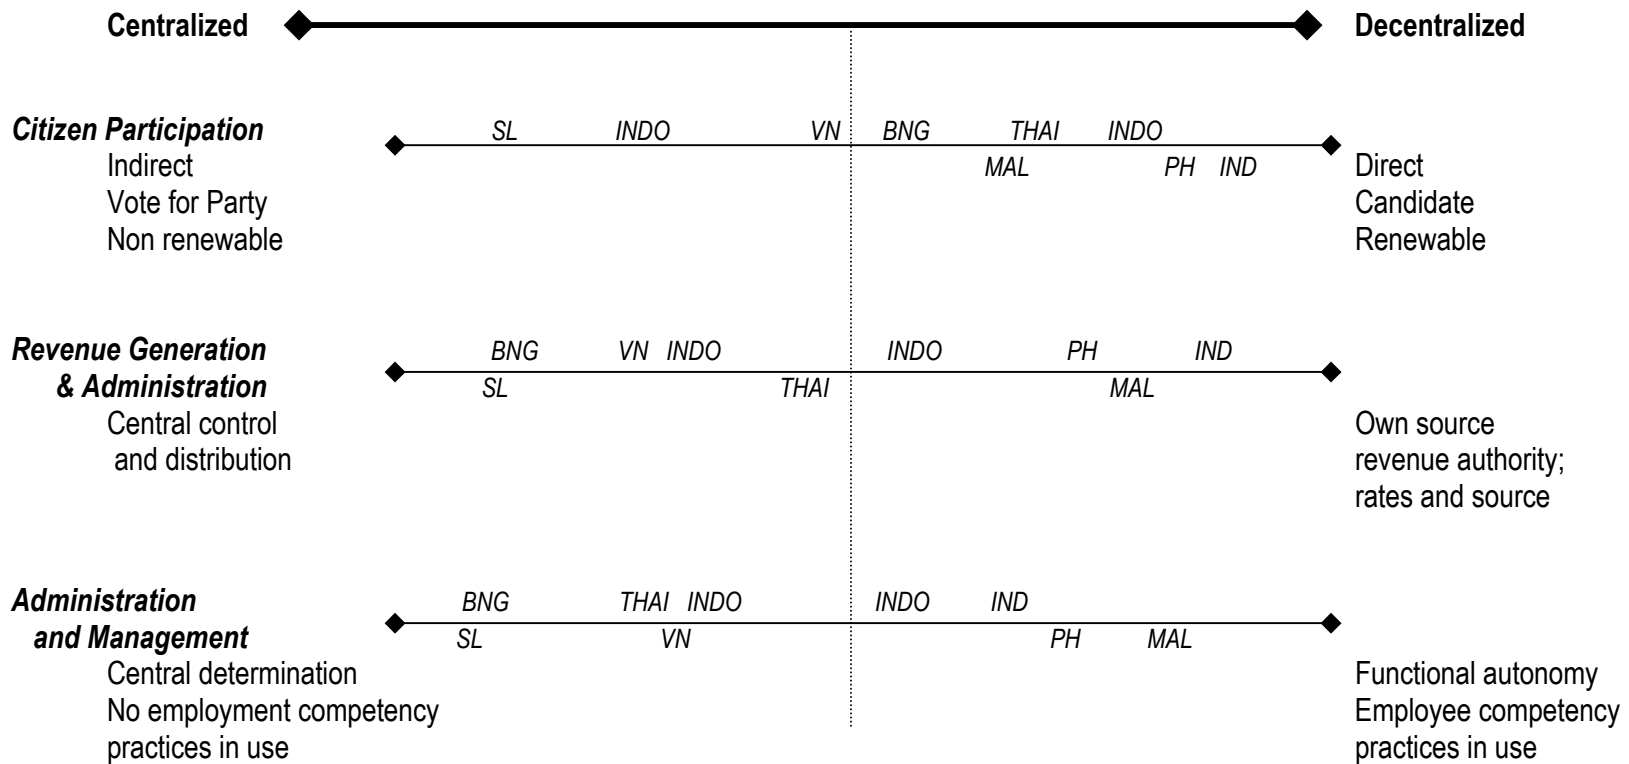 Centralized Decentralized
Citizen Participation SL INDO VN BNG THAI INDO
Indirect MAL PH IND Direct
Vote for Party Candidate
Non renewable Renewable
Revenue Generation BNG VN INDO INDO PH IND
& Administration SL THAI MAL
Central control Own source
and distribution revenue authority;
rates and source
Administration BNG THAI INDO INDO IND
and Management SL VN PH MAL
Central determination Functional autonomy
No employment competency Employee competency
practices in use practices in use